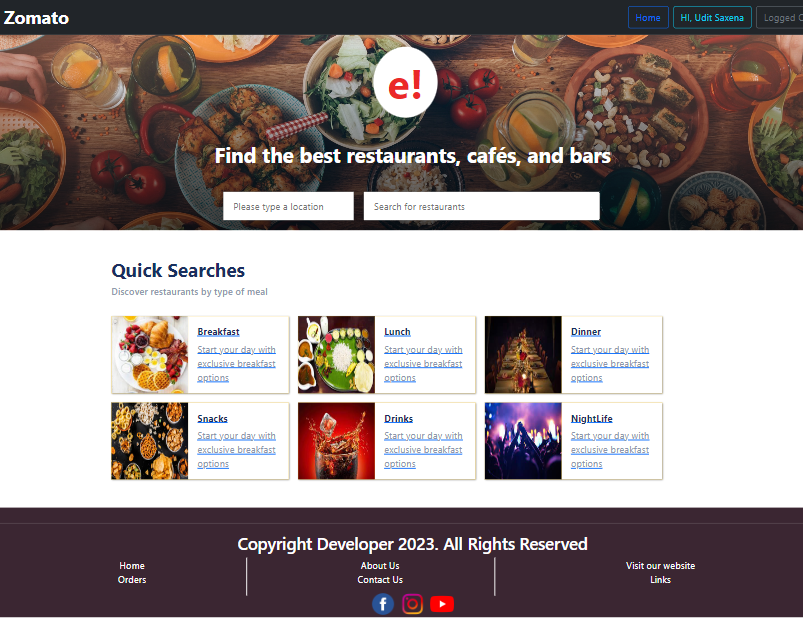 Zomato
Home
HI, Udit Saxena
Logged
e!
Find the best restaurants, cafés, and bars
Please type a location
Search for restaurants
Quick Searches
Discover restaurants by type of meal
Breakfast
Start your day with
exclusive breakfast
options
Lunch
Start your day with
exclusive breakfast
options
Dinner
Start your day with
exclusive breakfast
options
Snacks
Start your day with
exclusive breakfast
options
Drinks
Start your day with
exclusive breakfast
options
NightLife
Start your day with
exclusive breakfast
options
Copyright Developer 2023. All Rights Reserved
Home
Orders
About Us
Contact Us
Visit our website
Links